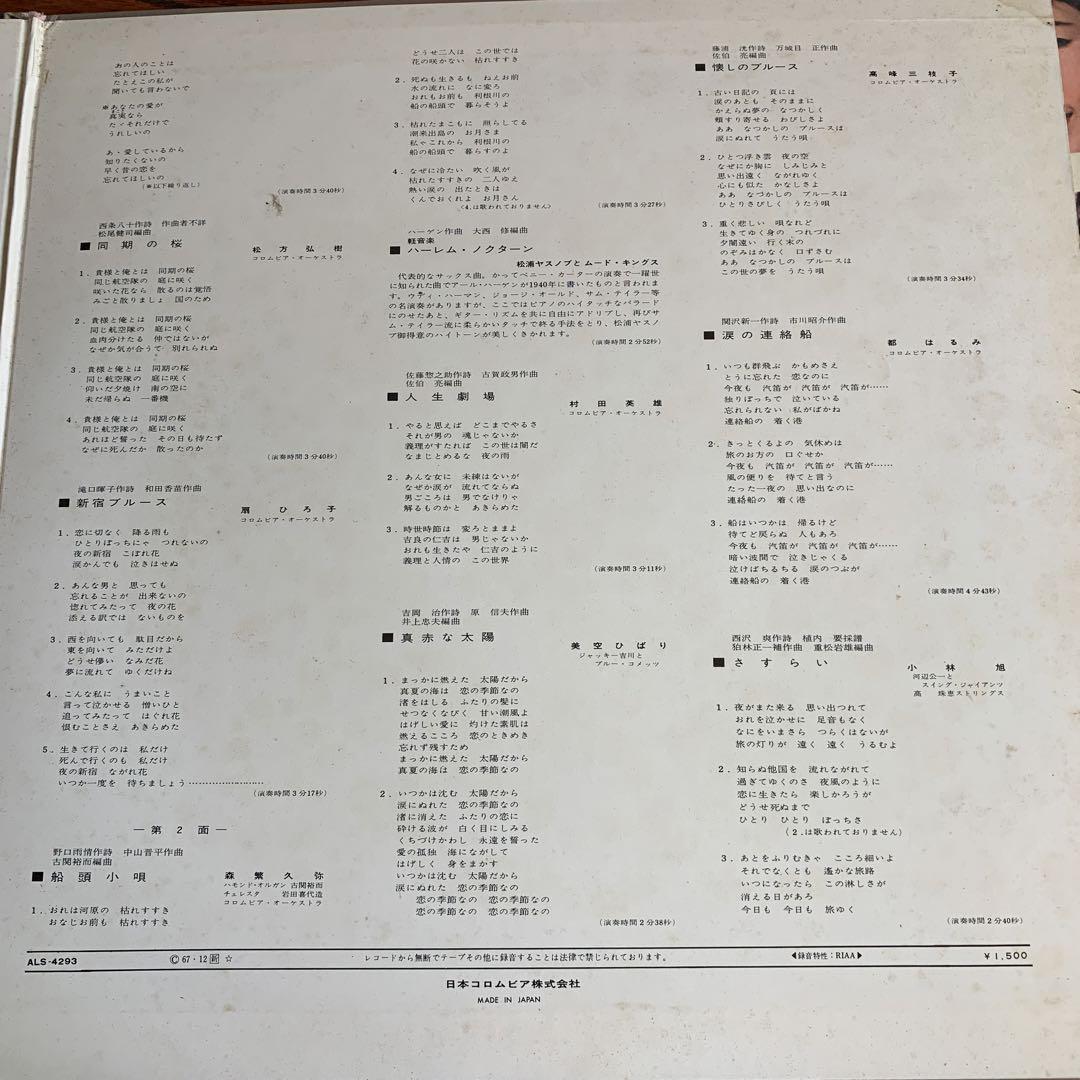 あの人のことは
忘れてほしい
たとえこの私が
聞いても言わないで
※あなたの愛が
真実なら
たゞそれだけで
うれしいの
あゝ愛しているから
知りたくないの
早く昔の恋を
忘れてほしいの
(※以下繰り返し)
(演奏時間3分40秒)
西条八十作詩 作曲者不詳
松尾健司編曲
■同期の桜
松方弘樹
コロムビア・オーケストラ
1.貴様と俺とは 同期の桜
同じ航空隊の 庭に咲く
咲いた花なら 散るのは覚悟
みごと散りましょ 国のため
2.貴様と俺とは 同期の桜
同じ航空隊の 庭に咲く
血肉分けたる 仲ではないが
なぜか気が合うて 別れられぬ
3.貴様と俺とは 同期の桜
同じ航空隊の 庭に咲く
仰いだ夕焼け 南の空に
未だ帰らぬ 一番機
4.貴様と俺とは 同期の桜
同じ航空隊の 庭に咲く
あれほど誓った その日も待たず
なぜに死んだか 散ったのか
(演奏時間3分40秒)
滝口暉子作詩 和田香苗作曲
■新宿ブルース
扇ひろ子
コロムビア・オーケストラ
1.恋に切なく 降る雨も
ひとりぼっちにゃ つれないの
夜の新宿 こぼれ花
涙かんでも 泣きはせぬ
2.あんな男と 思っても
忘れることが 出来ないの
惚れてみたって 夜の花
添える訳では ないものを
3.西を向いても 駄目だから
東を向いて みただけよ
どうせ儚い なみだ花
夢に流れて ゆくだけね
4.こんな私に うまいこと
言って泣かせる 憎いひと
追ってみたって はぐれ花
恨むことさえ あきらめた
5.生きて行くのは 私だけ
死んで行くのも 私だけ
夜の新宿 ながれ花
いつか一度を 待ちましょう……………………
(演奏時間3分17秒)
―第2面―
野口雨情作詩 中山晋平作曲
古関裕而編曲
■船頭小唄
森繁久弥
ハモンド・オルガン 古関裕而
チェレスタ 岩田喜代造
コロムビア・オーケストラ
1.おれは河原の 枯れすすき
おなじお前も 枯れすすき
どうせ二人は この世では
花の咲かない 枯れすすき
2.死ぬも生きるも ねえお前
水の流れに なに変ろ
おれもお前も 利根川の
船の船頭で 暮らそうよ
3.枯れたまこもに 照らしてる
潮来出島の お月さま
私ゃこれから 利根川の
船の船頭で 暮らすのよ
4.なぜに冷たい 吹く風が
枯れたすすきの 二人ゆえ
熱い涙の 出たときは
くんでおくれよ お月さん
〈4.は歌われておりません〉
(演奏時間3分27秒)
ハーゲン作曲 大西 修編曲
軽音楽
■ハーレム・ノクターン
松浦ヤスノブと ムード・キングス
代表的なサックス曲。かってベニー・カーターの演奏で一躍世
に知られた曲でアール・ハーゲンが1940年に書いたものと言われま
す。ウディ・ハーマン、ジョージ・オールド、サム・テイラー等
の名演奏がありますが、ここではピアノのハイタッチなバラード
にのせたあと、ギター・リズムを共に自由にアドリブし、再びサ
ム・テイラー流に柔らかいタッチで終る手法をとり、松浦ヤスノ
ブ御得意のハイトーンが美しくきかれます。
(演奏時間2分52秒)
佐藤惣之助作詩 古賀政男作曲
佐伯 亮編曲
■人生劇場
村田英雄
コロムビア・オーケストラ
1.やると思えば どこまでやるさ
それが男の 魂じゃないか
義理がすたれば この世は闇だ
なまじとめるな 夜の雨
2.あんな女に 未練はないが
なぜか涙が 流れてならぬ
男ごころは 男でなけりゃ
解るものかと あきらめた
3.時世時節は 変ろとままよ
吉良の仁吉は 男じゃないか
おれも生きたや 仁吉のように
義理と人情の この世界
(演奏時間3分11秒)
吉岡 治作詩 原 信夫作曲
井上忠夫編曲
■真赤な太陽
美空ひばり
ジャッキー吉川と
ブルー・コメッツ
1.まっかに燃えた 太陽だから
真夏の海は 恋の季節なの
渚をはしる ふたりの髪に
せつなくなびく 甘い潮風よ
はげしい愛に 灼けた素肌は
燃えるこころ 恋のときめき
忘れず残すため
まっかに燃えた 太陽だから
真夏の海は 恋の季節なの
2.いつかは沈む 太陽だから
涙にぬれた 恋の季節なの
渚に消えた ふたりの恋に
砕ける波が 白く目にしみる
くちづけかわし 永遠を誓った
愛の孤独 海にながして
はげしく 身をまかす
いつかは沈む 太陽だから
涙にぬれた 恋の季節なの
恋の季節なの 恋の季節なの
恋の季節なの 恋の季節なの
(演奏時間2分38秒)
藤浦 洸作詩 万城目 正作曲
佐伯 亮編曲
■懐しのブルース
高峰三枝子
コロムビア・オーケストラ
1.古い日記の 頁には
涙のあとも そのままに
かえらぬ夢の なつかしく
頬すり寄せる わびしさよ
ああ なつかしの ブルースは
涙にぬれて うたう唄
2.ひとつ浮き雲 夜の空
なぜにか胸に しみじみと
思い出遠く ながれゆく
心にも似た かなしさよ
ああ なつかしの ブルースは
ひとりさびしく うたう唄
3.重く悲しい 唄なれど
生きてゆく身の つれづれに
夕闇遠い 行く末の
のぞみはかなく 口ずさむ
ああ なつかしの ブルースは
この世の夢を うたう唄
(演奏時間3分34秒)
関沢新一作詩 市川昭介作曲
■涙の連絡船
都はるみ
コロムビア・オーケストラ
1.いつも群飛ぶ かもめさえ
とうに忘れた 恋なのに
今夜も 汽笛が 汽笛が 汽笛が……
独りぼっちで 泣いている
忘れられない 私がばかね
連絡船の 着く港
2.きっとくるよの 気休めは
旅のお方の 口ぐせか
今夜も 汽笛が 汽笛が 汽笛が……
風の便りを 待てと言う
たった一夜の 思い出なのに
連絡船の 着く港
3.船はいつかは 帰るけど
待てど戻らぬ 人もあろ
今夜も 汽笛が 汽笛が 汽笛が……
暗い波間で 泣きじゃくる
泣けばちるちる 涙のつぶが
連絡船の 着く港
(演奏時間4分43秒)
西沢 爽作詩 植内 要採譜
狛林正一補作曲 重松岩雄編曲
■さすらい
小林 旭
河辺公一と
スイング・ジャイアンツ
高 珠恵ストリングス
1.夜がまた来る 思い出つれて
おれを泣かせに 足音もなく
なにをいまさら つらくはないが
旅の灯りが 遠く 遠く うるむよ
2.知らぬ他国を 流れながれて
過ぎてゆくのさ 夜風のように
恋に生きたら 楽しかろうが
どうせ死ぬまで
ひとり ひとり ぼっちさ
(2.は歌われておりません)
3.あとをふりむきゃ こころ細いよ
それでなくとも 遙かな旅路
いつになったら この淋しさが
消える日があろ
今日も 今日も 旅ゆく
(演奏時間2分40秒)
ALS-4293
Ⓒ67・12新☆
レコードから無断でテープその他に録音することは法律で禁じられております。
◀録音特性:RIAA▶
¥1,500
日本コロムビア株式会社
MADE IN JAPAN